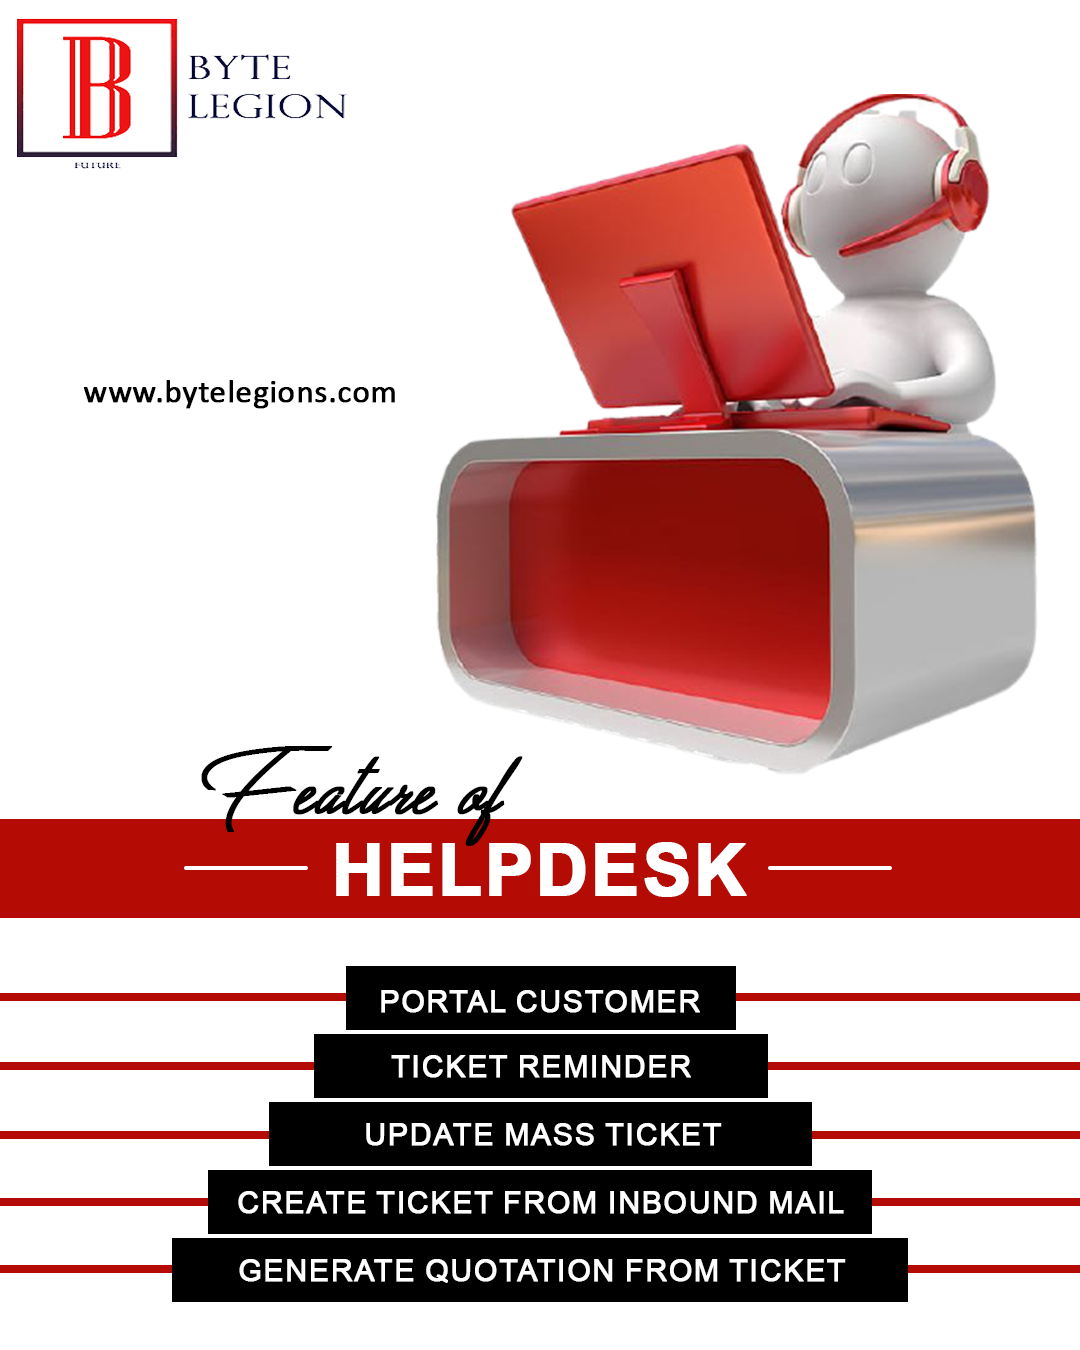 B
BYTE
LEGION
FUTURE
www.bytelegions.com
Feature of
HELPDESK
PORTAL CUSTOMER
TICKET REMINDER
UPDATE MASS TICKET
CREATE TICKET FROM INBOUND MAIL
GENERATE QUOTATION FROM TICKET